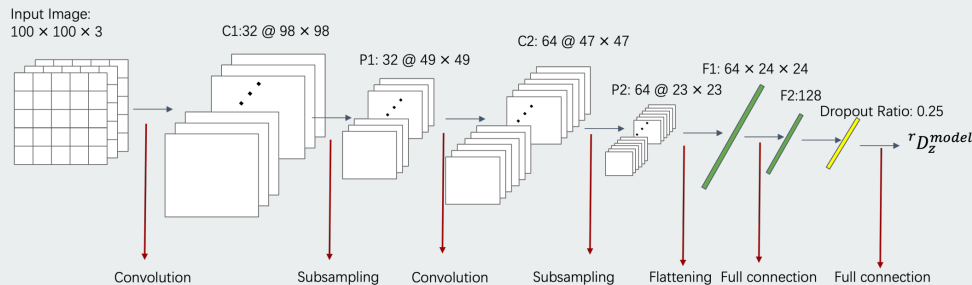 Input Image:
100 × 100 × 3
C1:32 @ 98 × 98
P1: 32 @ 49 × 49
C2: 64 @ 47 × 47
P2: 64 @ 23 × 23
F1: 64 × 24 × 24
F2:128
Dropout Ratio: 0.25
ʳD_z^model
Convolution
Subsampling
Convolution
Subsampling
Flattening
Full connection
Full connection